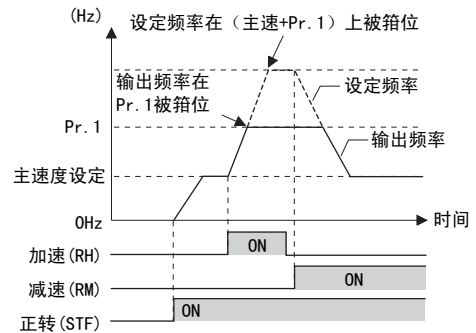 (Hz)
设定频率在（主速+Pr.1）上被箝位
输出频率在
Pr.1被箝位
设定频率
Pr.1
输出频率
主速度设定
0Hz
时间
加速(RH)
ON
减速(RM)
ON
正转(STF)
ON